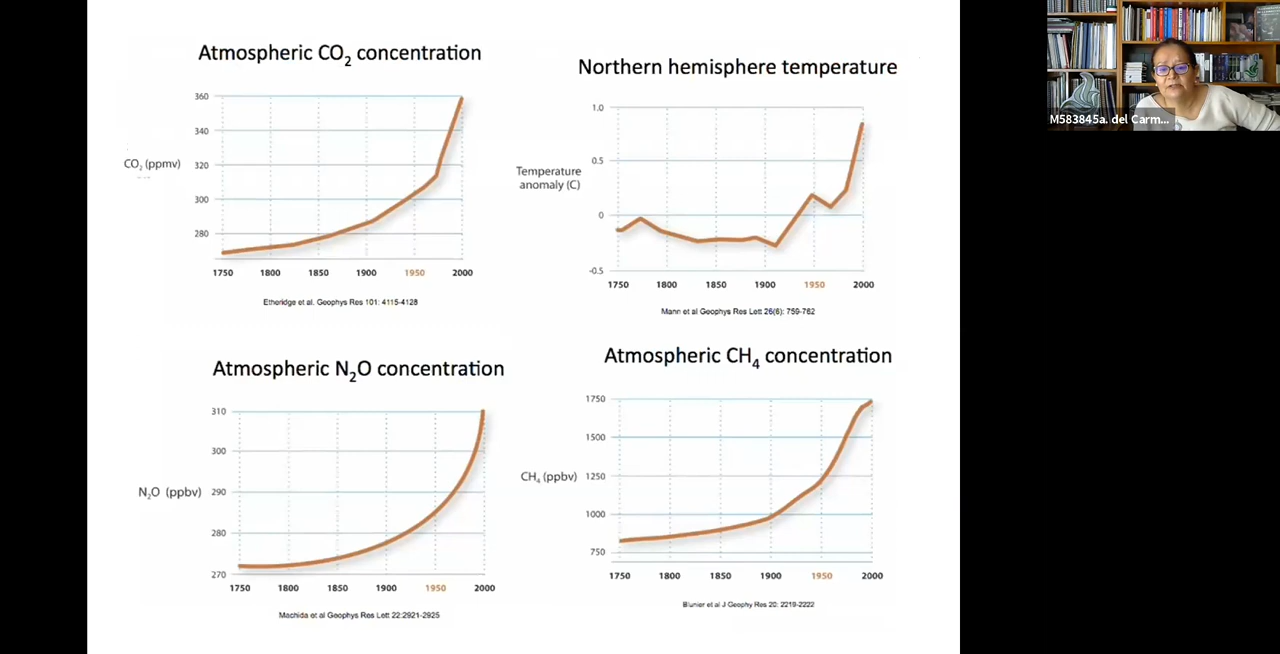 Atmospheric CO2 concentration
360
340
CO2 (ppmv)
320
300
280
1750 1800 1850 1900 1950 2000
Etheridge et al. Geophys Res 101: 4115-4128
Northern hemisphere temperature
1.0
0.5
Temperature
anomaly (C)
0
-0.5
1750 1800 1850 1900 1950 2000
Mann et al Geophys Res Lett 26(6): 759-762
Atmospheric N2O concentration
310
300
N2O (ppbv)
290
280
270
1750 1800 1850 1900 1950 2000
Machida et al Geophys Res Lett 22:2921-2925
Atmospheric CH4 concentration
1750
1500
CH4 (ppbv)
1250
1000
750
1750 1800 1850 1900 1950 2000
Blunier et al J Geophy Res 20: 2219-2222
M583845a. del Carm...